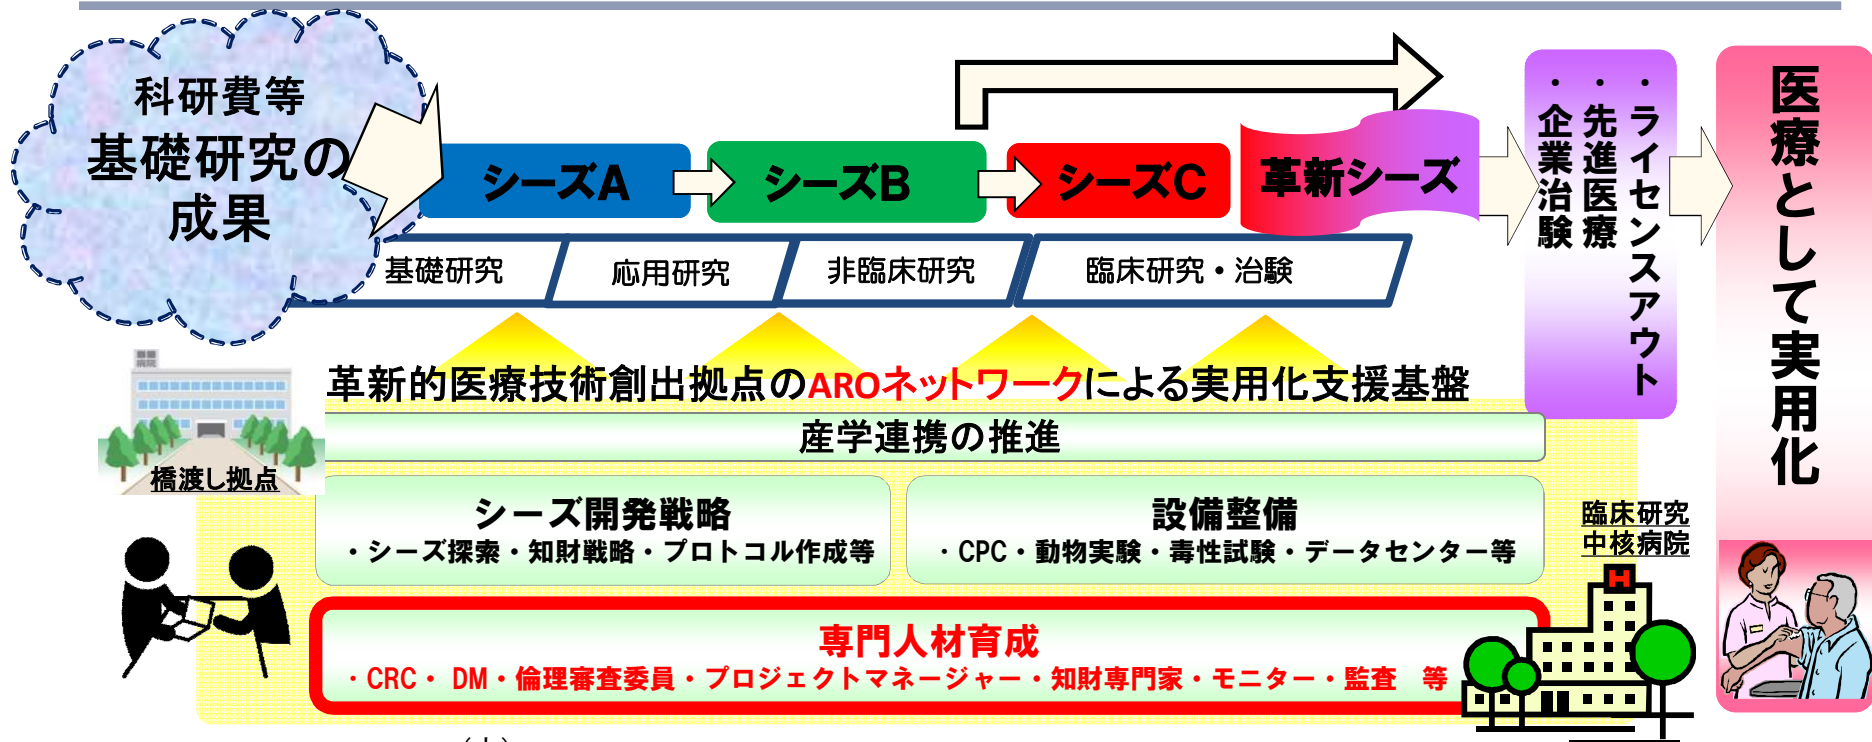 科研費等
基礎研究の
成果
シーズA
シーズB
シーズC
革新シーズ
基礎研究
応用研究
非臨床研究
臨床研究・治験
・ライセンスアウト
・先進医療
・企業治験
医療として実用化
革新的医療技術創出拠点のAROネットワークによる実用化支援基盤
病院
橋渡し拠点
産学連携の推進
シーズ開発戦略
・シーズ探索・知財戦略・プロトコル作成等
設備整備
・CPC・動物実験・毒性試験・データセンター等
臨床研究
中核病院
H
専門人材育成
・CRC・ DM・倫理審査委員・プロジェクトマネージャー・知財専門家・モニター・監査　等